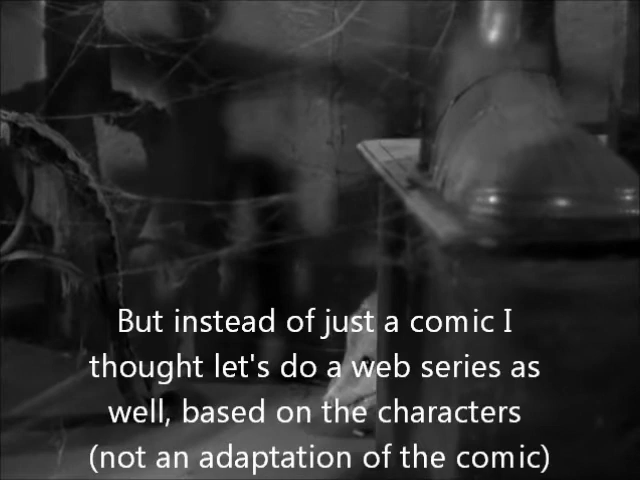 But instead of just a comic I
thought let's do a web series as
well, based on the characters
(not an adaptation of the comic)